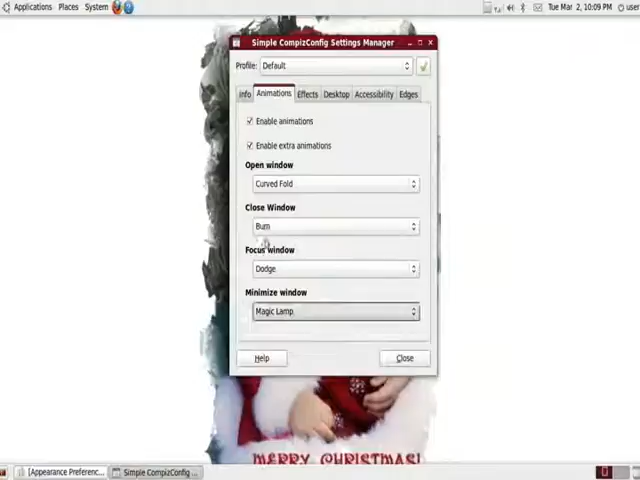 Applications Places System Tue Mar 2, 10:09 PM user
Simple CompizConfig Settings Manager
Profile: Default
Info Animations Effects Desktop Accessibility Edges
Enable animations
Enable extra animations
Open window
Curved Fold
Close Window
Burn
Focus window
Dodge
Minimize window
Magic Lamp
Help Close
MERRY CHRISTMAS!
[Appearance Preferenc... Simple CompizConfig ...